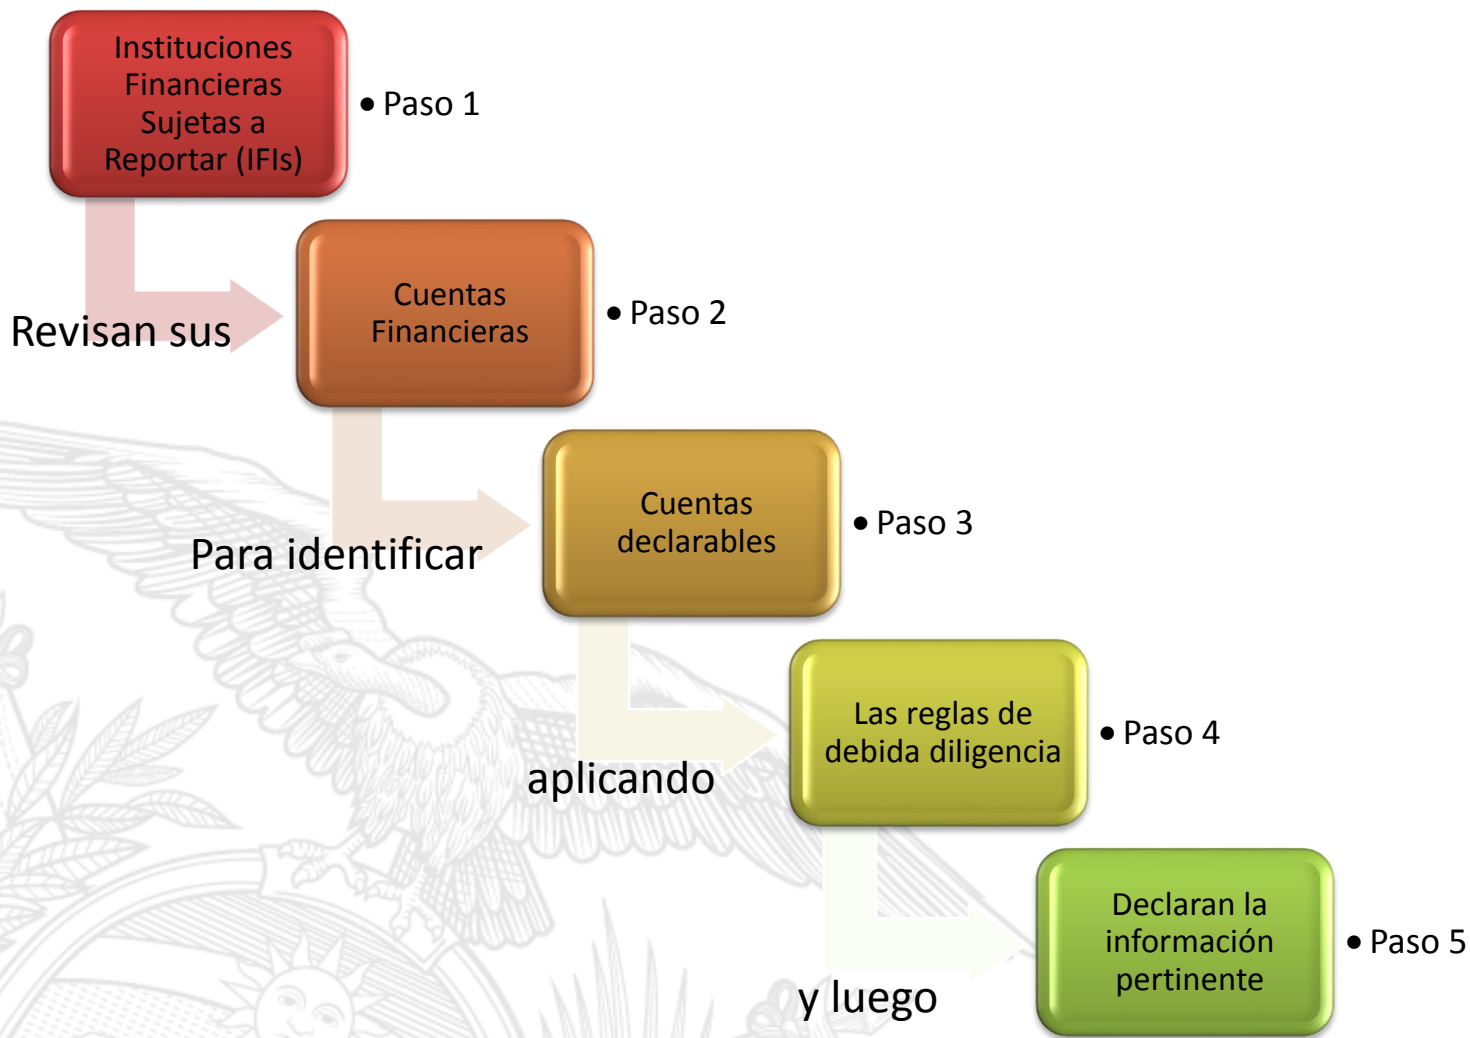 Instituciones
Financieras
Sujetas a
Reportar (IFIs)
• Paso 1
Revisan sus
Cuentas
Financieras
• Paso 2
Para identificar
Cuentas
declarables
• Paso 3
aplicando
Las reglas de
debida diligencia
• Paso 4
y luego
Declaran la
información
pertinente
• Paso 5